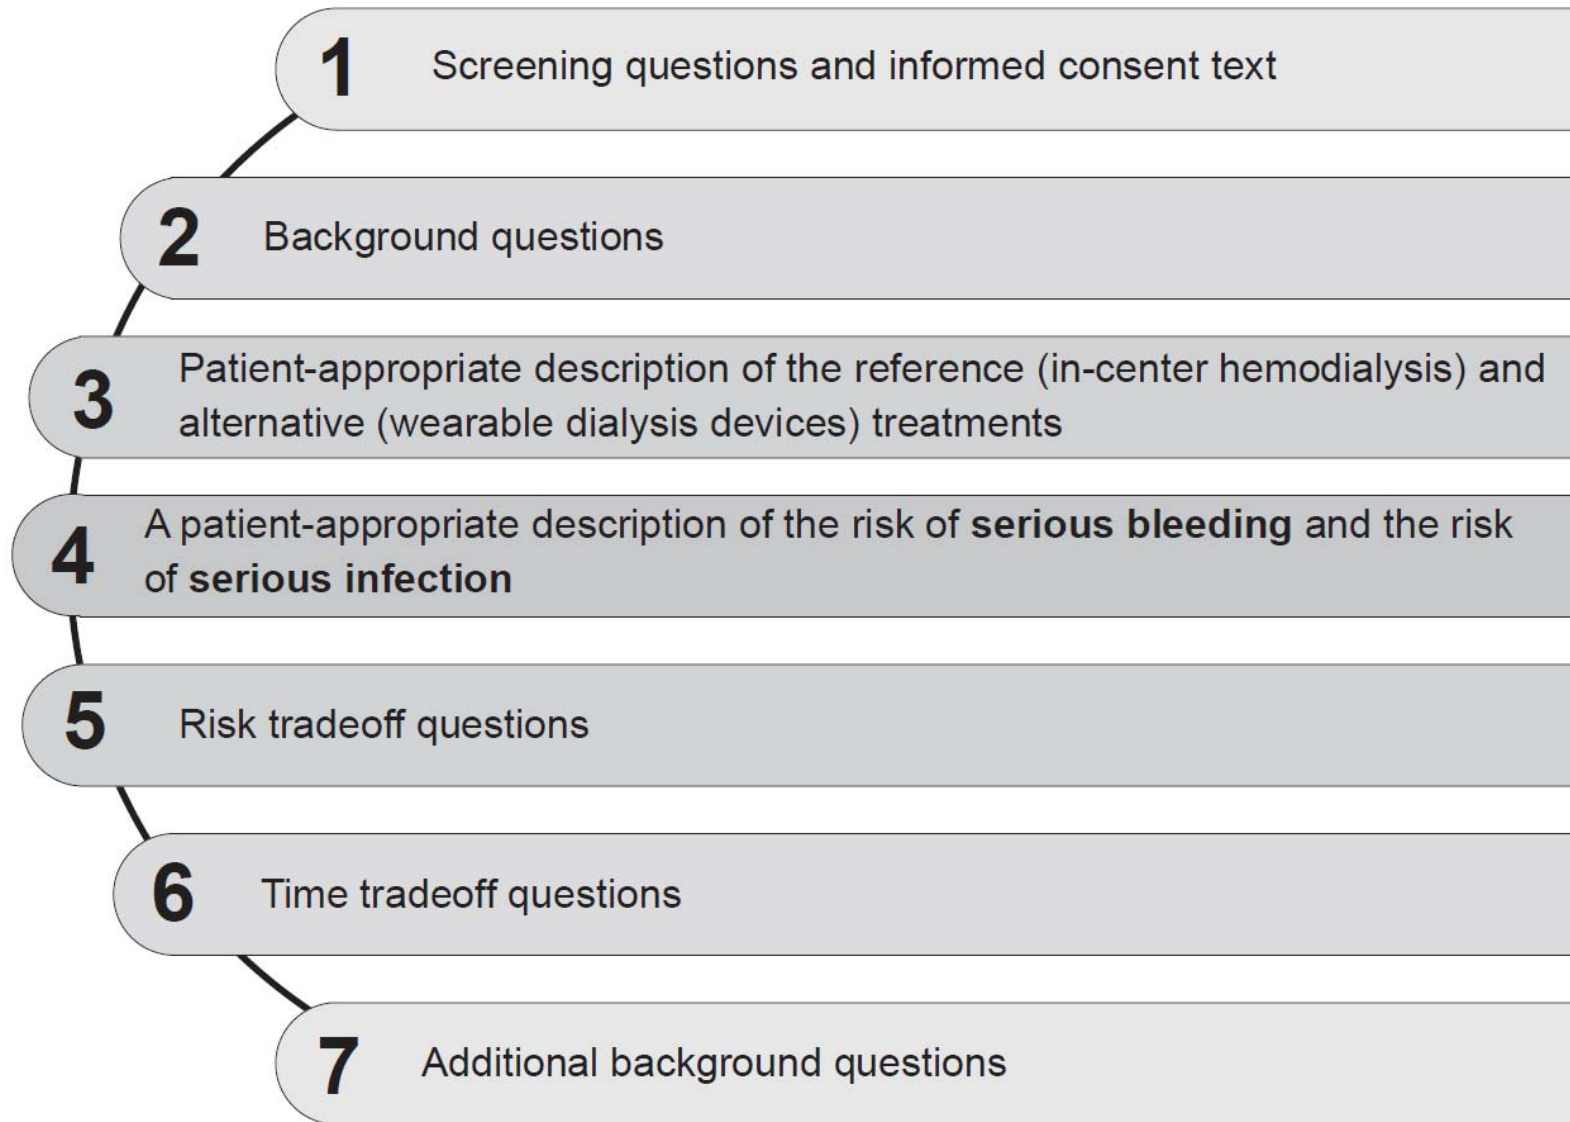 1 Screening questions and informed consent text
2 Background questions
3 Patient-appropriate description of the reference (in-center hemodialysis) and
alternative (wearable dialysis devices) treatments
4 A patient-appropriate description of the risk of serious bleeding and the risk
of serious infection
5 Risk tradeoff questions
6 Time tradeoff questions
7 Additional background questions